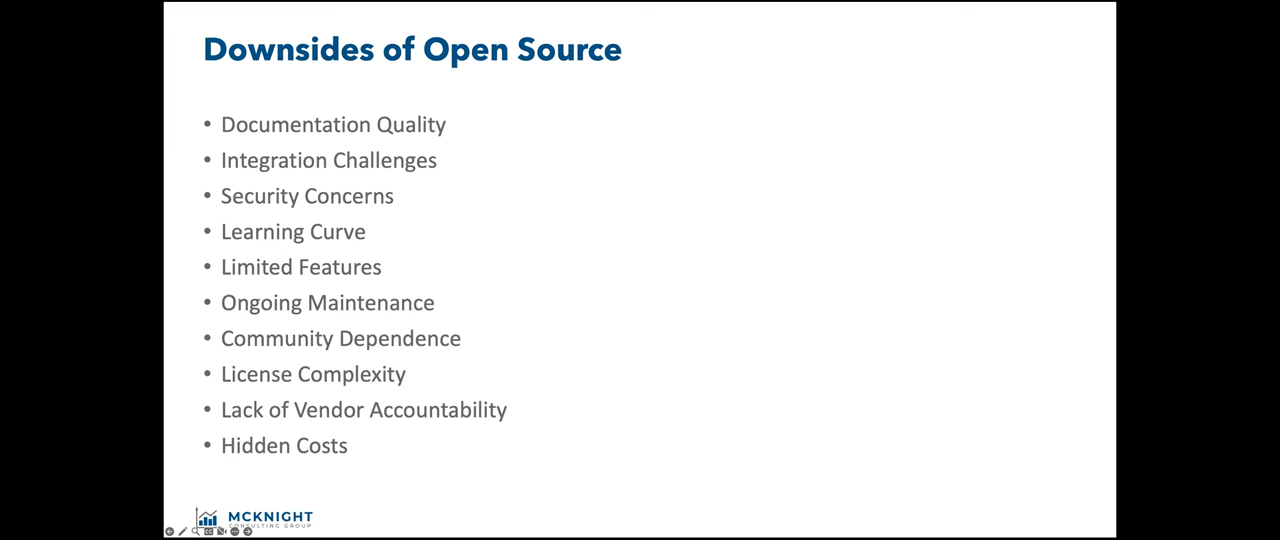 Downsides of Open Source
• Documentation Quality
• Integration Challenges
• Security Concerns
• Learning Curve
• Limited Features
• Ongoing Maintenance
• Community Dependence
• License Complexity
• Lack of Vendor Accountability
• Hidden Costs
MCKNIGHT
CONSULTING GROUP